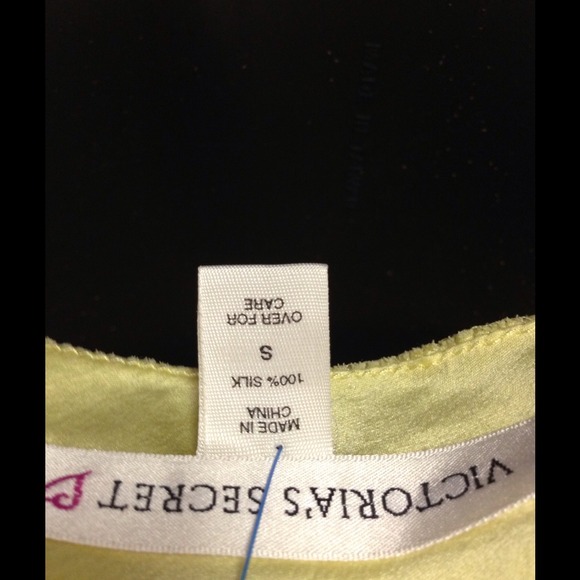 VICTORIA'S SECRET
MADE IN
CHINA
100% SILK
S
OVER FOR
CARE